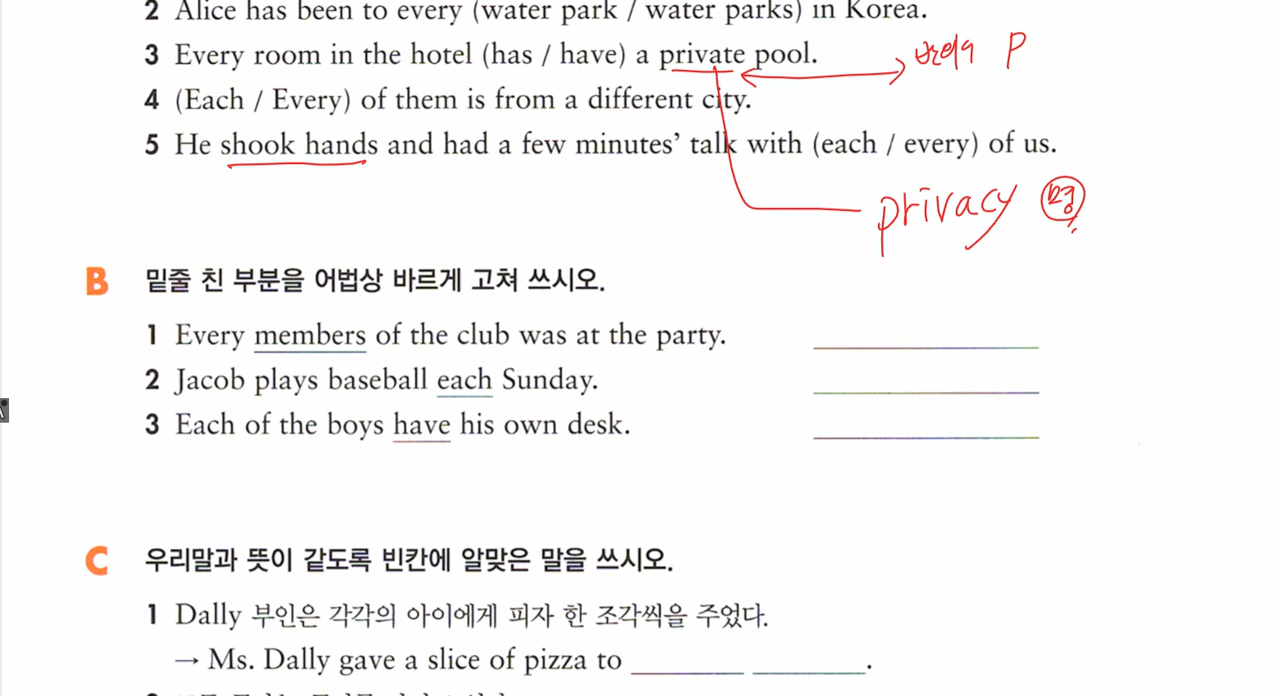 2 Alice has been to every (water park / water parks) in Korea.
3 Every room in the hotel (has / have) a private pool.
P
4 (Each / Every) of them is from a different city.
5 He shook hands and had a few minutes’ talk with (each / every) of us.
privacy 명
B 밑줄 친 부분을 어법상 바르게 고쳐 쓰시오.
1 Every members of the club was at the party.
2 Jacob plays baseball each Sunday.
3 Each of the boys have his own desk.
C 우리말과 뜻이 같도록 빈칸에 알맞은 말을 쓰시오.
1 Dally 부인은 각각의 아이에게 피자 한 조각씩을 주었다.
→ Ms. Dally gave a slice of pizza to ________ ________.